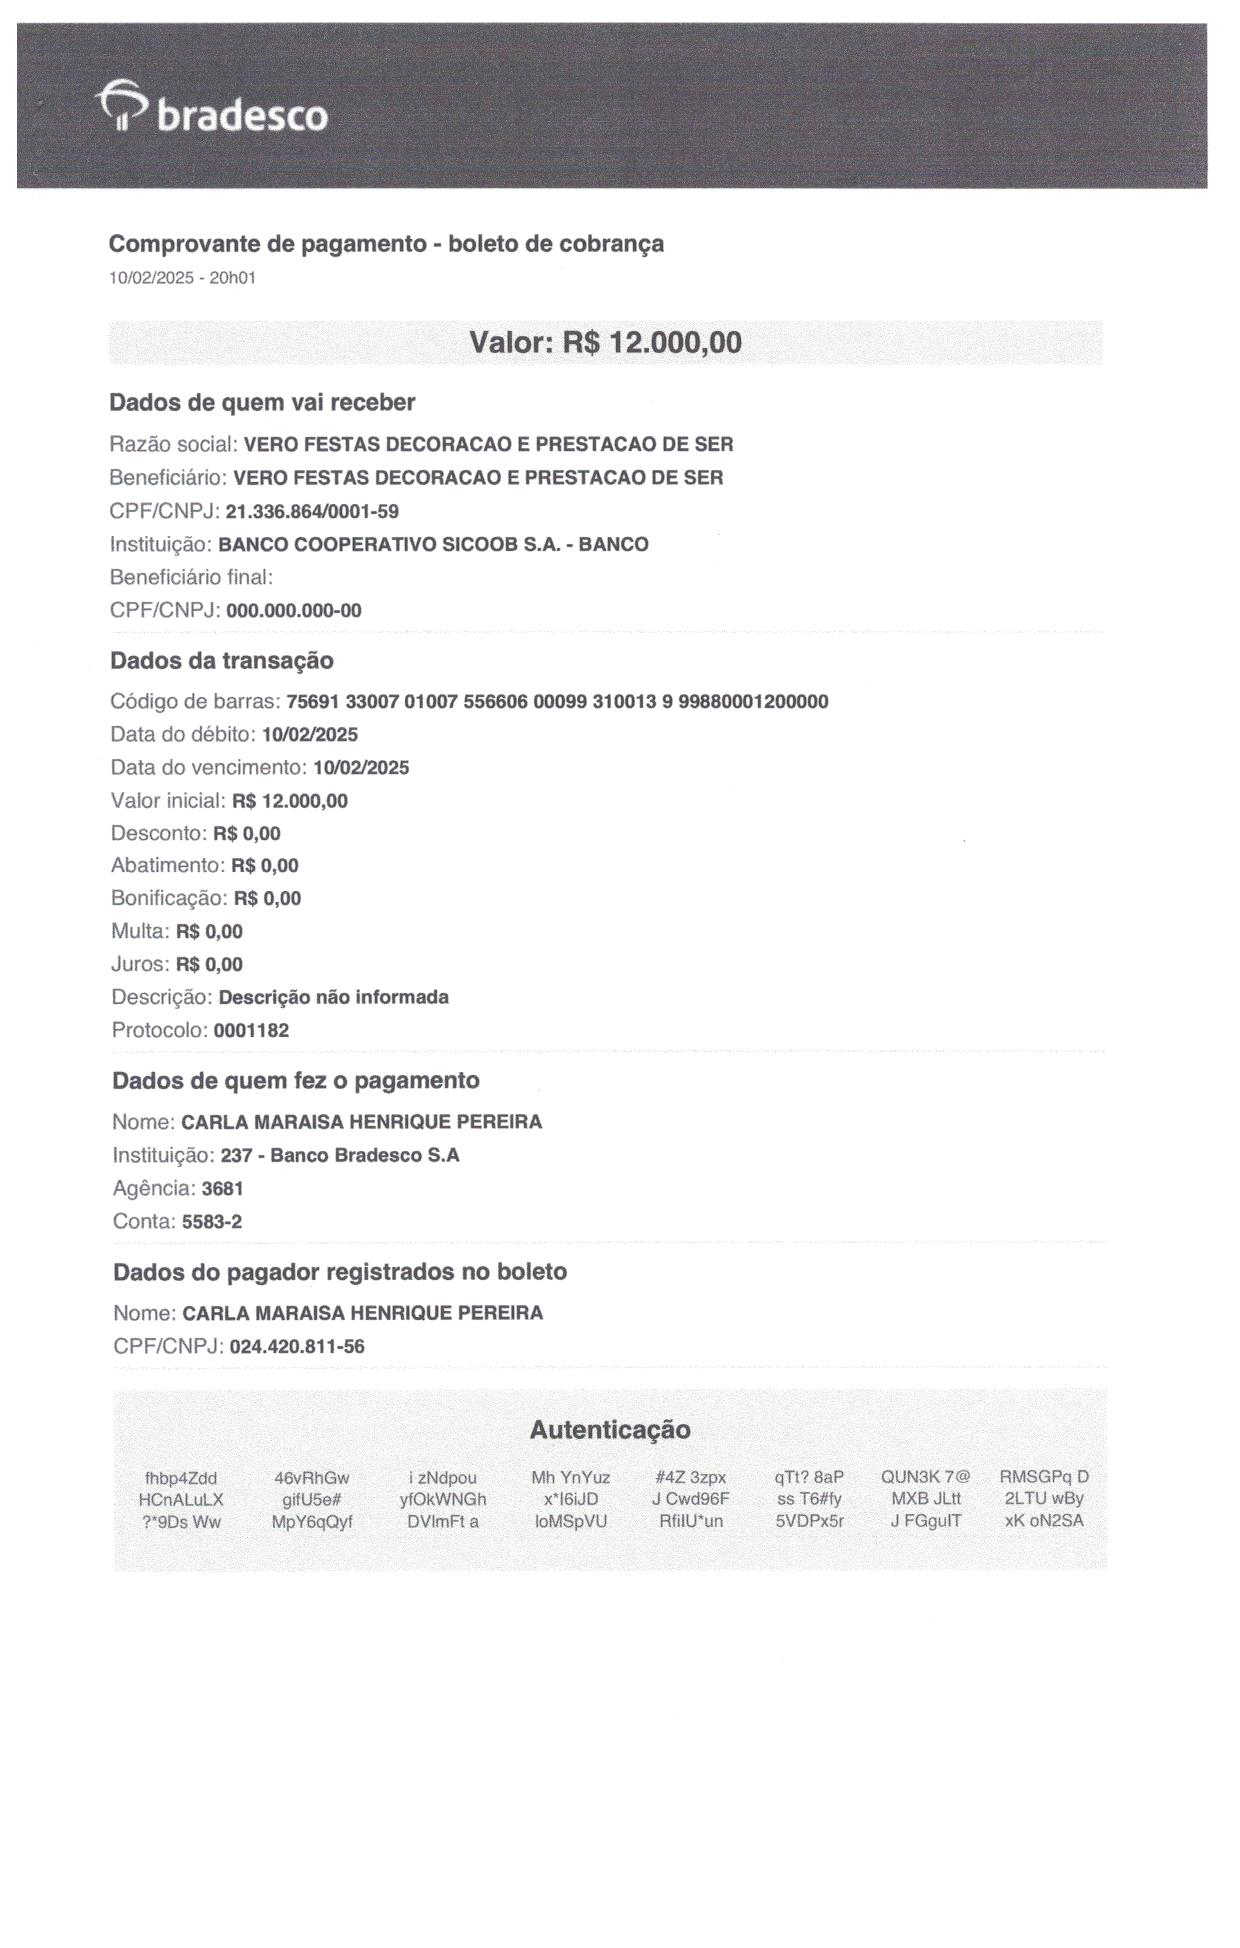 bradesco
Comprovante de pagamento - boleto de cobrança
10/02/2025 - 20h01
Valor: R$ 12.000,00
Dados de quem vai receber
Razão social: VERO FESTAS DECORACAO E PRESTACAO DE SER
Beneficiário: VERO FESTAS DECORACAO E PRESTACAO DE SER
CPF/CNPJ: 21.336.864/0001-59
Instituição: BANCO COOPERATIVO SICOOB S.A. - BANCO
Beneficiário final:
CPF/CNPJ: 000.000.000-00
Dados da transação
Código de barras: 75691 33007 01007 556606 00099 310013 9 99880001200000
Data do débito: 10/02/2025
Data do vencimento: 10/02/2025
Valor inicial: R$ 12.000,00
Desconto: R$ 0,00
Abatimento: R$ 0,00
Bonificação: R$ 0,00
Multa: R$ 0,00
Juros: R$ 0,00
Descrição: Descrição não informada
Protocolo: 0001182
Dados de quem fez o pagamento
Nome: CARLA MARAISA HENRIQUE PEREIRA
Instituição: 237 - Banco Bradesco S.A
Agência: 3681
Conta: 5583-2
Dados do pagador registrados no boleto
Nome: CARLA MARAISA HENRIQUE PEREIRA
CPF/CNPJ: 024.420.811-56
Autenticação
fhbp4Zdd 46vRhGw i zNdpou Mh YnYuz #4Z 3zpx qTt? 8aP QUN3K 7@ RMSGPq D
HCnALuLX gifU5e# yfOkWNGh x*I6iJD J Cwd96F ss T6#fy MXB JLtt 2LTU wBy
?*9Ds Ww MpY6qQyf DVlmFt a loMSpVU RfilU*un 5VDPx5r J FGguIT xK oN2SA